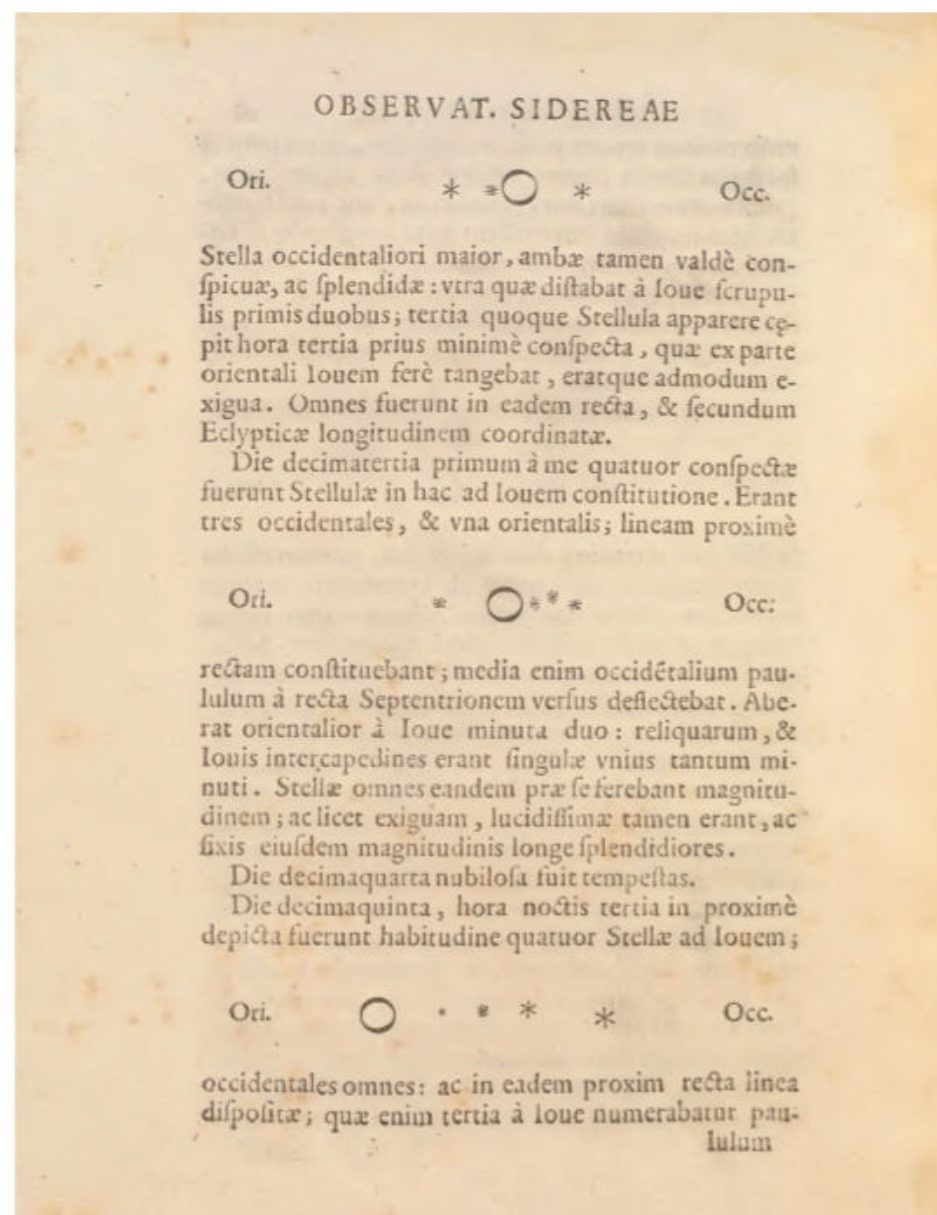 OBSERVAT. SIDEREAE
Ori. Occ.
Stella occidentaliori maior, ambæ tamen valdè con-
ſpicuæ, ac ſplendidæ: vtra quæ diſtabat à Ioue ſcrupu-
lis primis duobus; tertia quoque Stellula apparere cę-
pit hora tertia prius minimè conſpecta, quæ ex parte
orientali Iouem ferè tangebat, eratque admodum e-
xigua. Omnes fuerunt in eadem recta, & ſecundum
Eclypticæ longitudinem coordinatæ.
Die decimatertia primum à me quatuor conſpectæ
fuerunt Stellulæ in hac ad Iouem conſtitutione. Erant
tres occidentales, & vna orientalis; lineam proximè
Ori. Occ:
rectam conſtituebant; media enim occidétalium pau-
lulum à recta Septentrionem verſus deflectebat. Abe-
rat orientalior à Ioue minuta duo: reliquarum, &
Iouis intercapedines erant ſingulæ vnius tantum mi-
nuti. Stellæ omnes eandem præ ſe ferebant magnitu-
dinem; ac licet exiguam, lucidiſſimæ tamen erant, ac
fixis eiuſdem magnitudinis longe ſplendidiores.
Die decimaquarta nubiloſa fuit tempeſtas.
Die decimaquinta, hora noctis tertia in proximè
depicta fuerunt habitudine quatuor Stellæ ad Iouem;
Ori. Occ.
occidentales omnes: ac in eadem proxim recta linea
diſpoſitæ; quæ enim tertia à Ioue numerabatur pau-
lulum